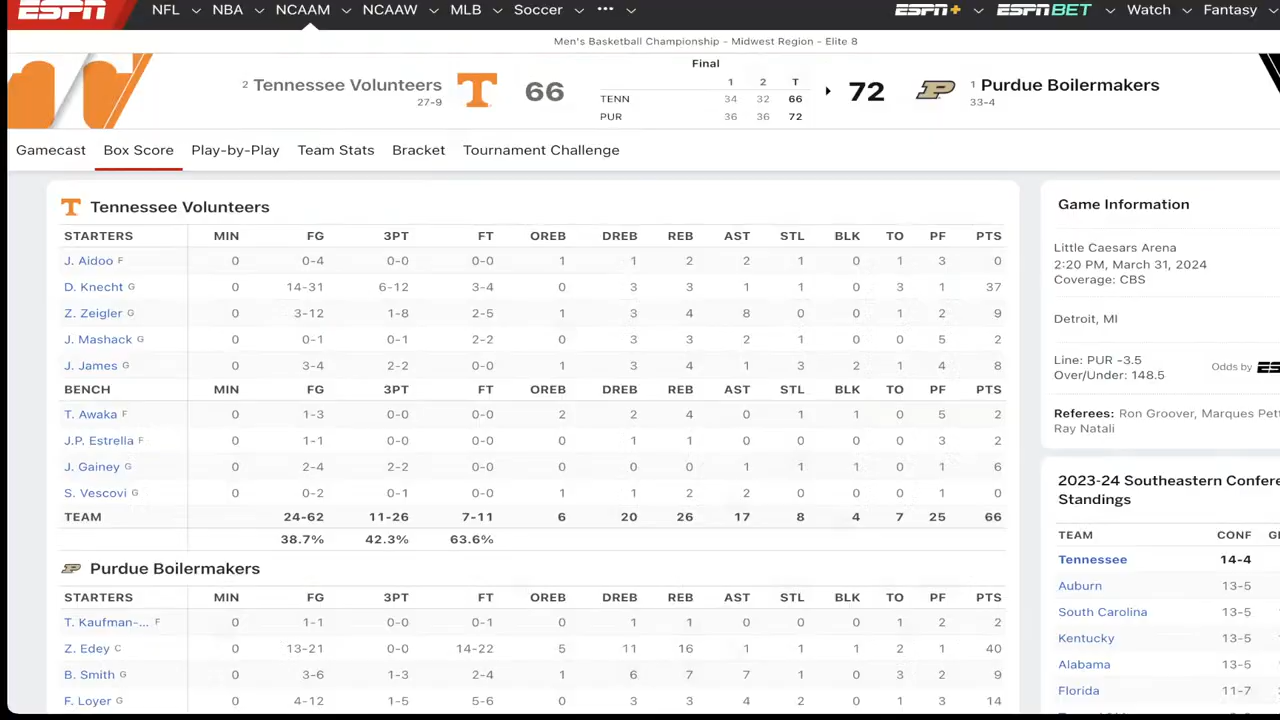 ESPN NFL NBA NCAAM NCAAW MLB Soccer ••• ESPN+ ESPN BET Watch Fantasy
Men's Basketball Championship - Midwest Region - Elite 8
2 Tennessee Volunteers
27-9
T
66
Final
1 2 T
TENN 34 32 66
PUR 36 36 72
72
P
1 Purdue Boilermakers
33-4
Gamecast Box Score Play-by-Play Team Stats Bracket Tournament Challenge
T Tennessee Volunteers
STARTERS MIN FG 3PT FT OREB DREB REB AST STL BLK TO PF PTS
J. Aidoo F 0 0-4 0-0 0-0 1 1 2 2 1 0 1 3 0
D. Knecht G 0 14-31 6-12 3-4 0 3 3 1 1 0 3 1 37
Z. Zeigler G 0 3-12 1-8 2-5 1 3 4 8 0 0 1 2 9
J. Mashack G 0 0-1 0-1 2-2 0 3 3 2 1 0 0 5 2
J. James G 0 3-4 2-2 0-0 1 3 4 1 3 2 1 4 8
BENCH MIN FG 3PT FT OREB DREB REB AST STL BLK TO PF PTS
T. Awaka F 0 1-3 0-0 0-0 2 2 4 0 1 1 0 5 2
J.P. Estrella F 0 1-1 0-0 0-0 0 1 1 0 0 0 0 3 2
J. Gainey G 0 2-4 2-2 0-0 0 0 0 1 1 1 0 1 6
S. Vescovi G 0 0-2 0-1 0-0 1 1 2 2 0 0 0 1 0
TEAM 24-62 11-26 7-11 6 20 26 17 8 4 7 25 66
38.7% 42.3% 63.6%
P Purdue Boilermakers
STARTERS MIN FG 3PT FT OREB DREB REB AST STL BLK TO PF PTS
T. Kaufman-... F 0 1-1 0-0 0-1 0 1 1 0 0 0 1 2 2
Z. Edey C 0 13-21 0-0 14-22 5 11 16 1 1 1 2 1 40
B. Smith G 0 3-6 1-3 2-4 1 6 7 7 1 0 3 2 9
F. Loyer G 0 4-12 1-5 5-6 0 3 3 4 2 0 1 3 14
Game Information
Little Caesars Arena
2:20 PM, March 31, 2024
Coverage: CBS
Detroit, MI
Line: PUR -3.5
Over/Under: 148.5
Odds by ES
Referees: Ron Groover, Marques Pett
Ray Natali
2023-24 Southeastern Confere
Standings
TEAM CONF
Tennessee 14-4
Auburn 13-5
South Carolina 13-5
Kentucky 13-5
Alabama 13-5
Florida 11-7